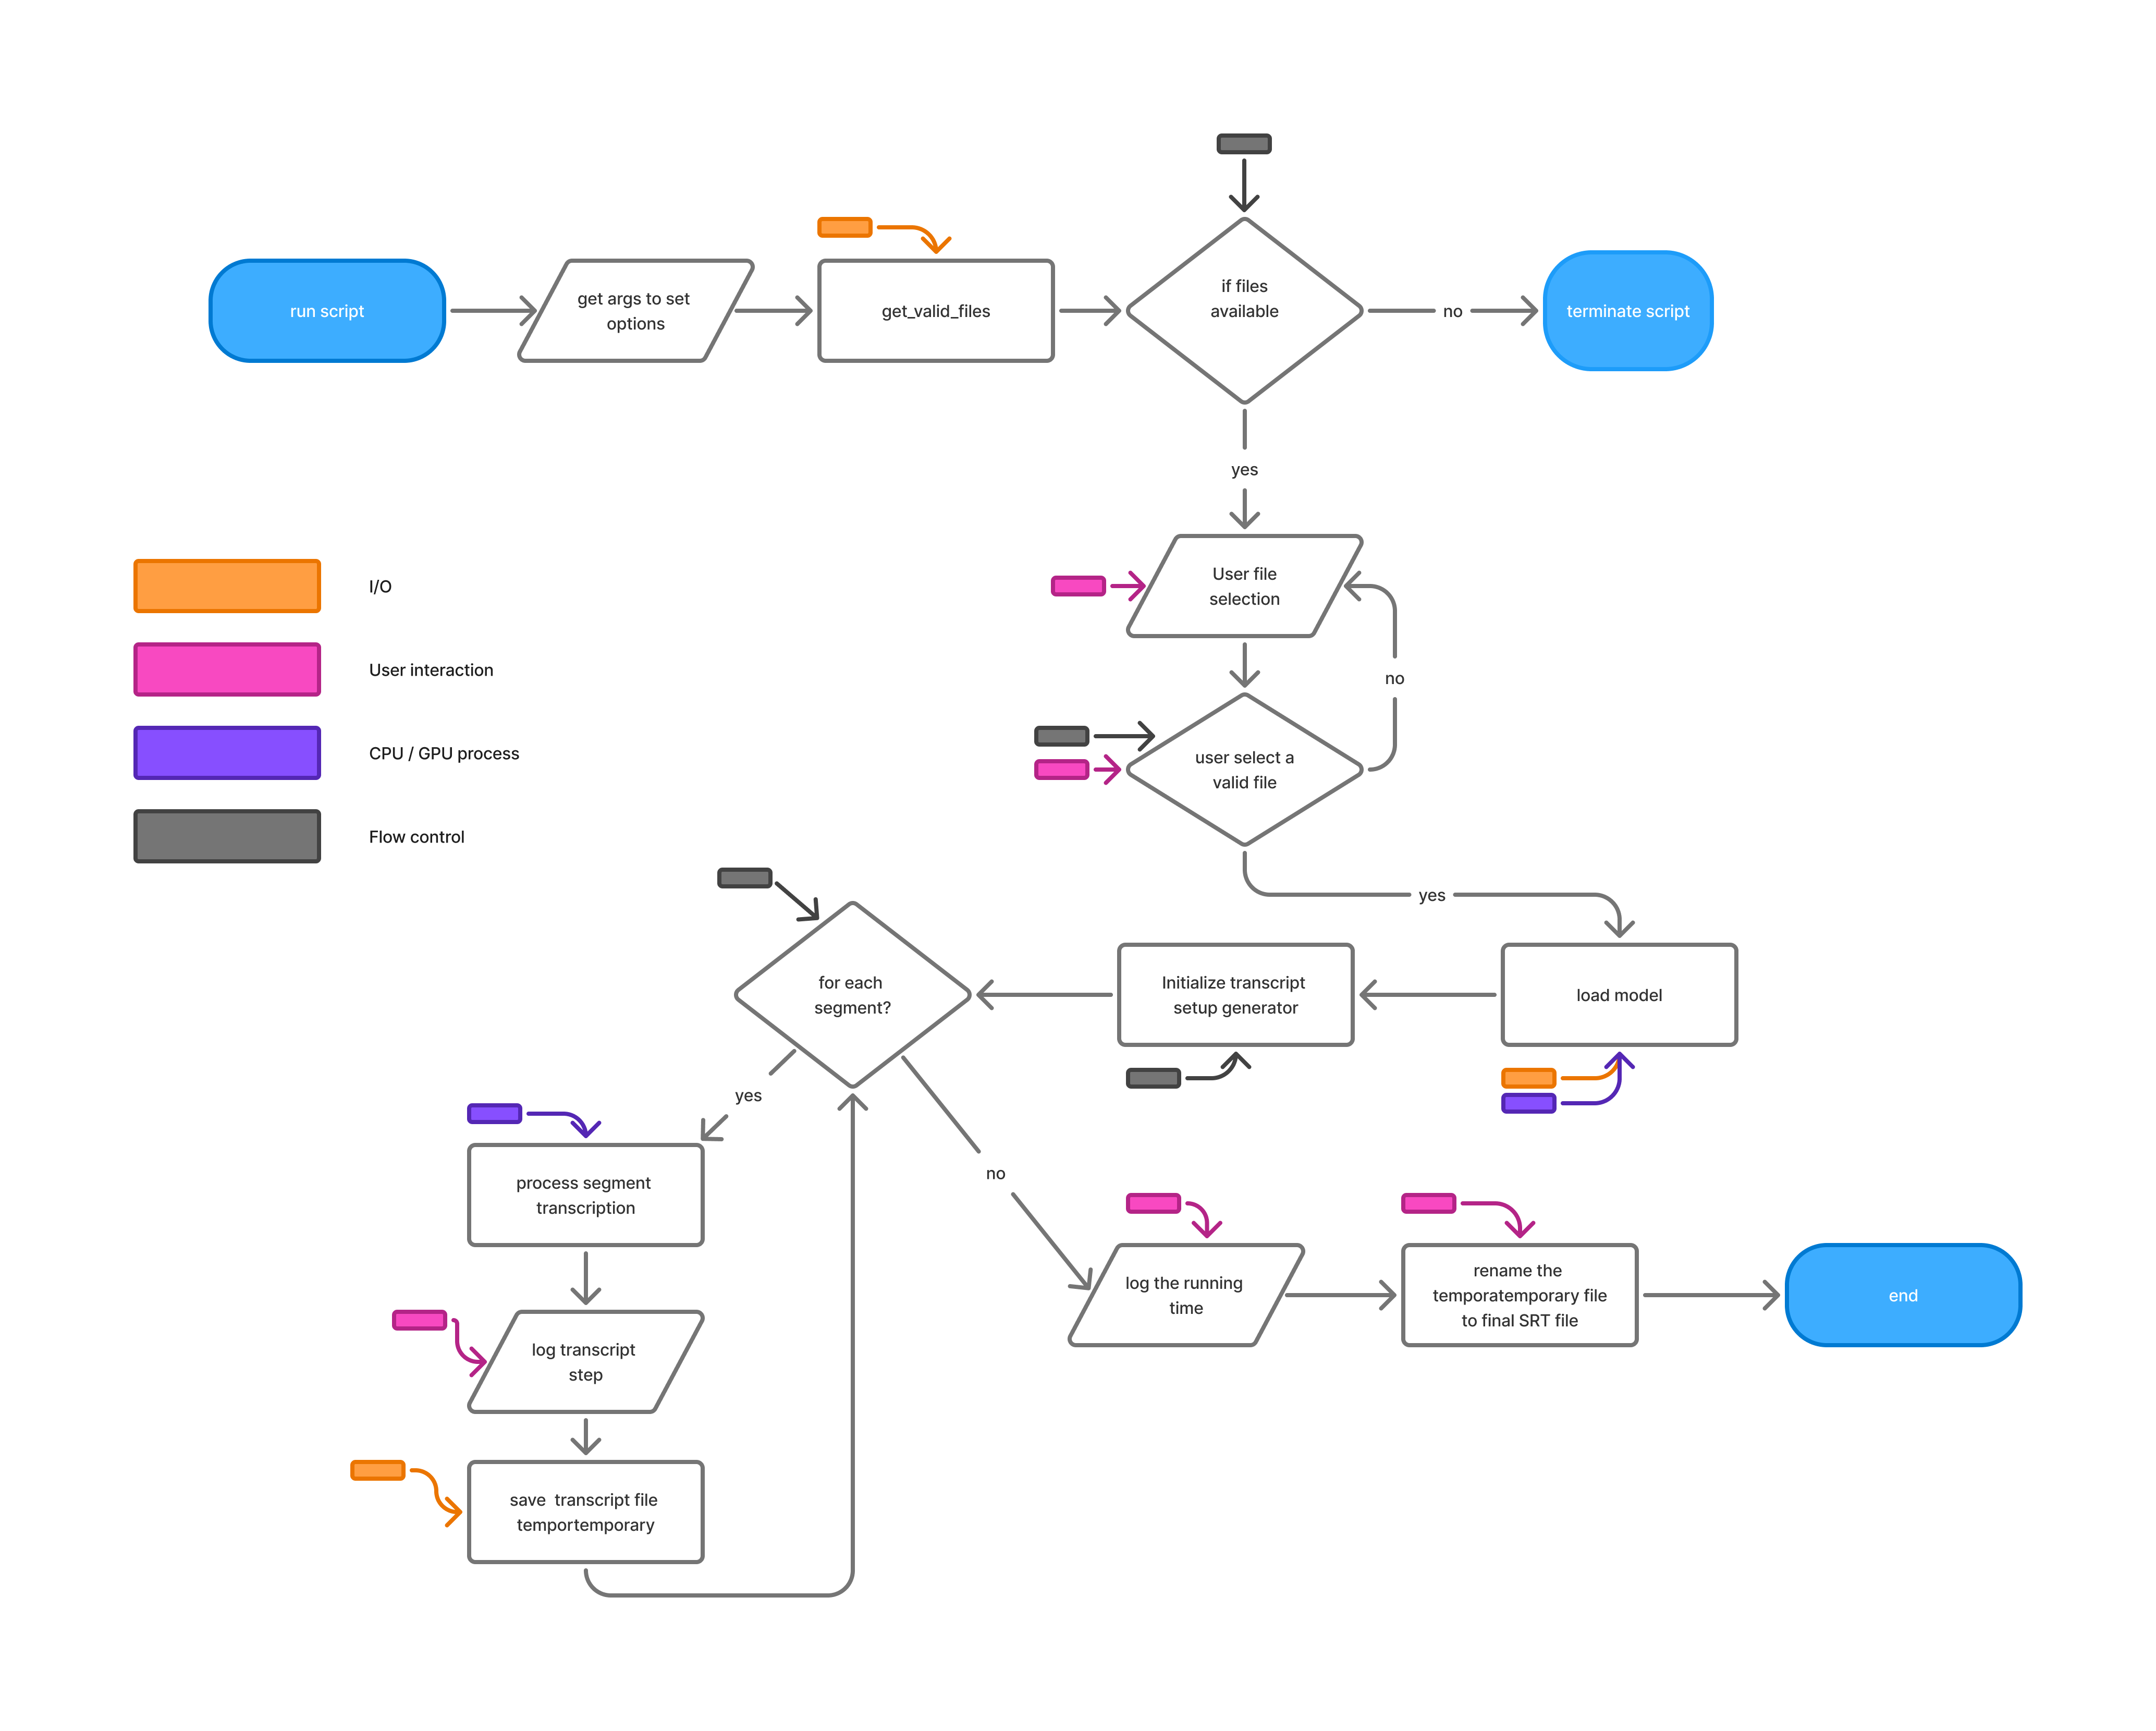 run script
get args to set
options
get_valid_files
if files
available
no
terminate script
yes
User file
selection
no
user select a
valid file
yes
I/O
User interaction
CPU / GPU process
Flow control
load model
Initialize transcript
setup generator
for each
segment?
yes
process segment
transcription
log transcript
step
save  transcript file
temportemporary
no
log the running
time
rename the
temporatemporary file
to final SRT file
end